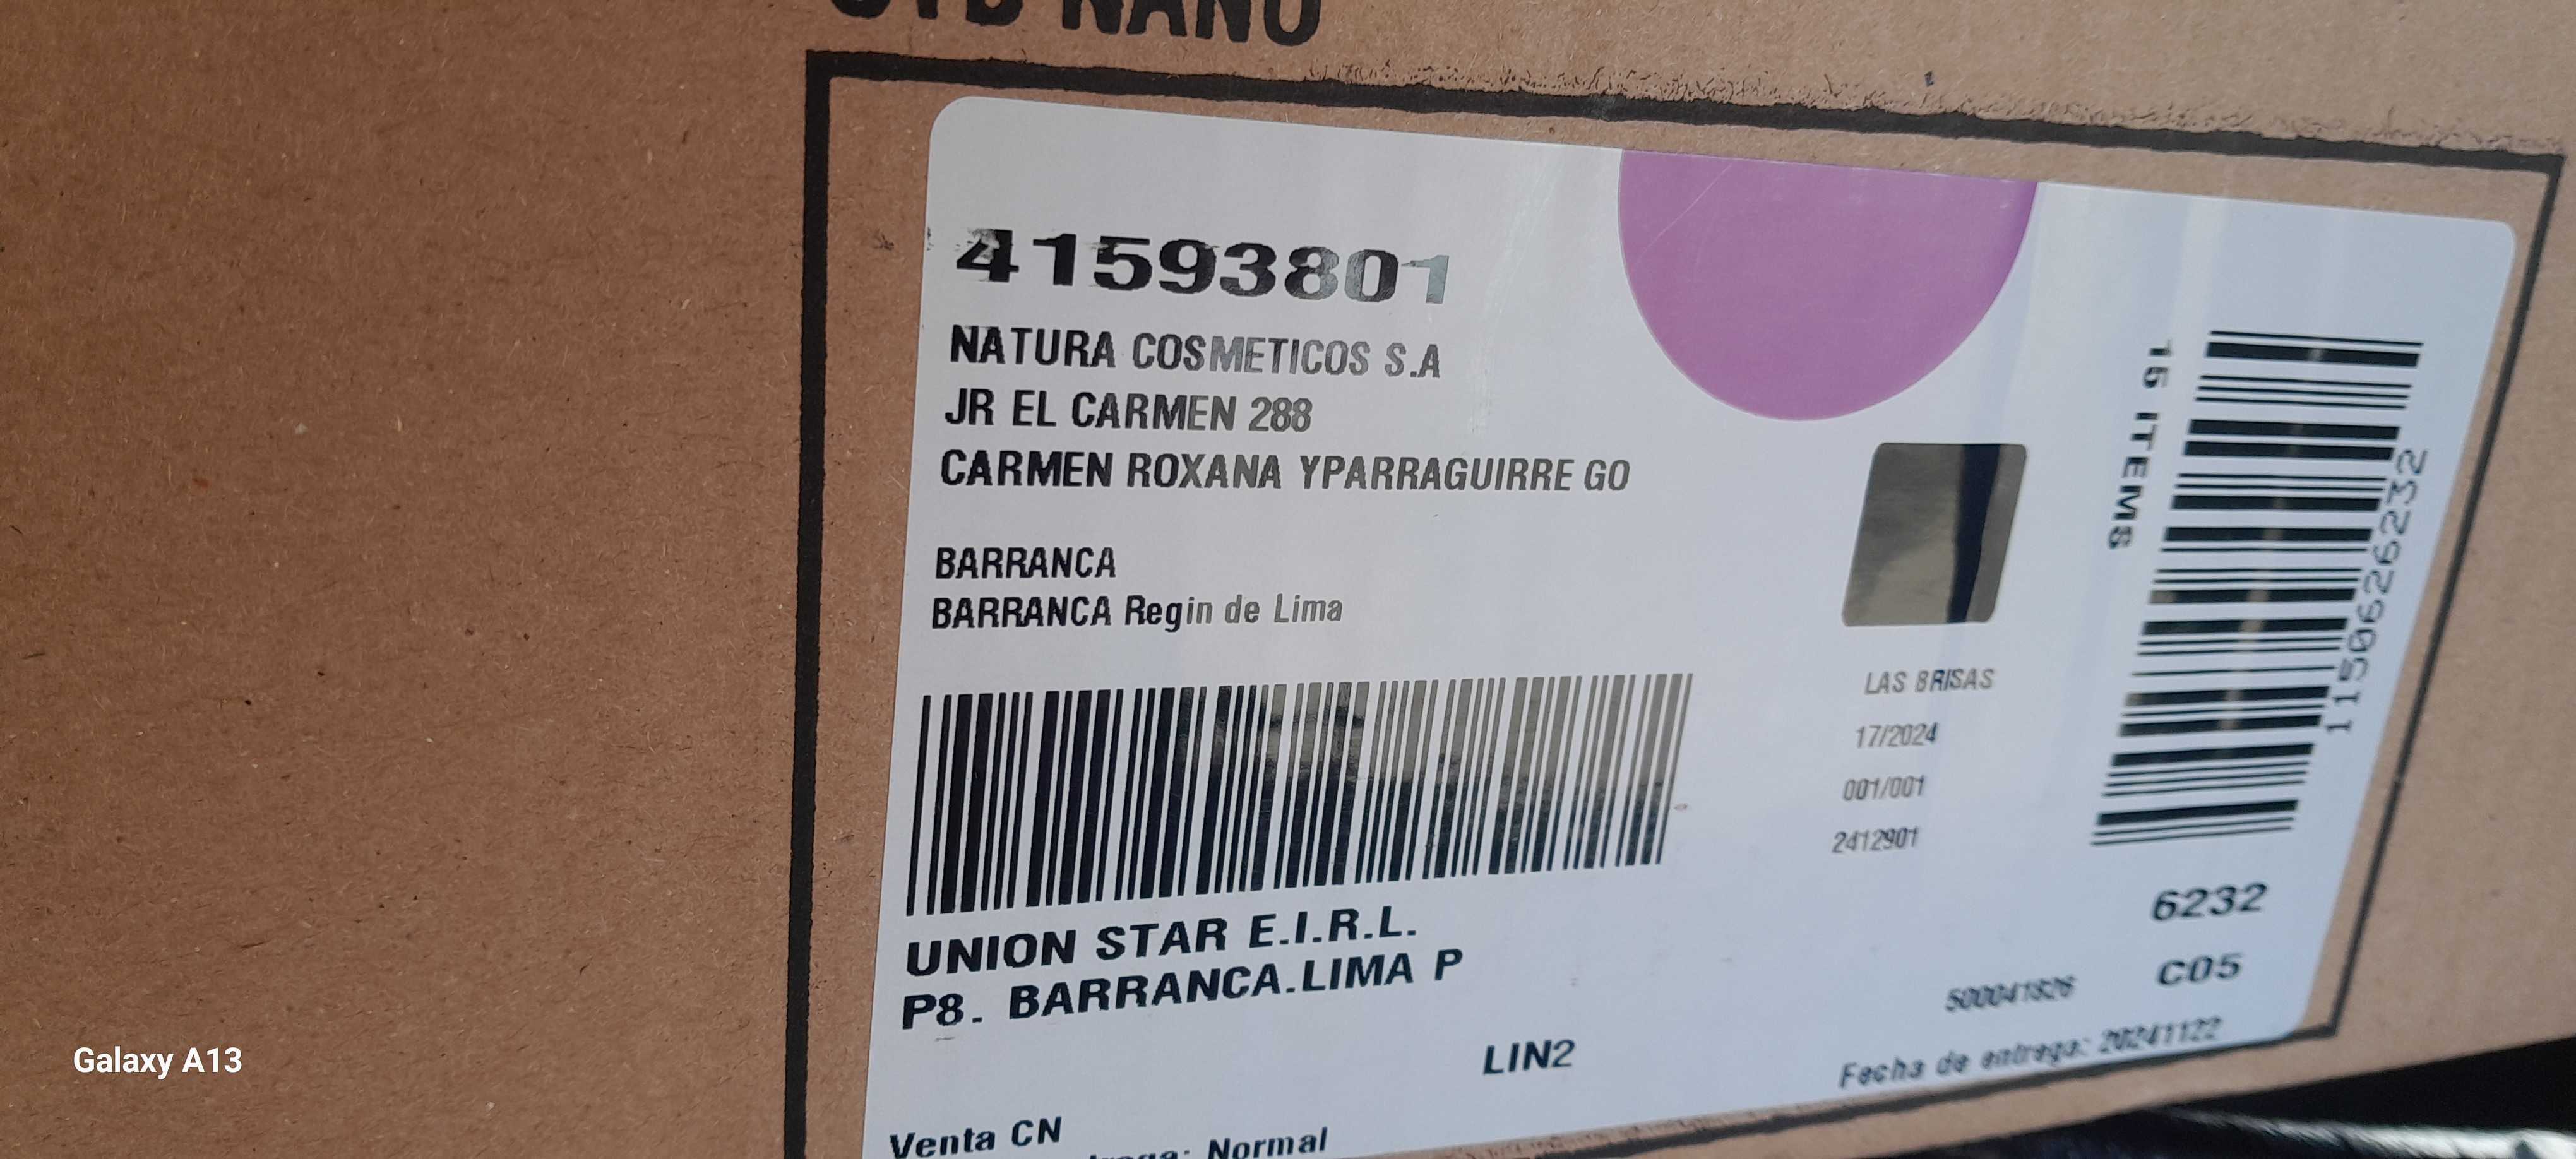 NANO
41593801
NATURA COSMETICOS S.A
JR EL CARMEN 288
CARMEN ROXANA YPARRAGUIRRE GO
BARRANCA
BARRANCA Regin de Lima
15 ITEMS
1150626232
LAS BRISAS
17/2024
001/001
2412901
UNION STAR E.I.R.L.
P8. BARRANCA.LIMA P
6232
C05
500041826
LIN2
Fecha de entrega: 20241122
Venta CN
Normal
Galaxy A13